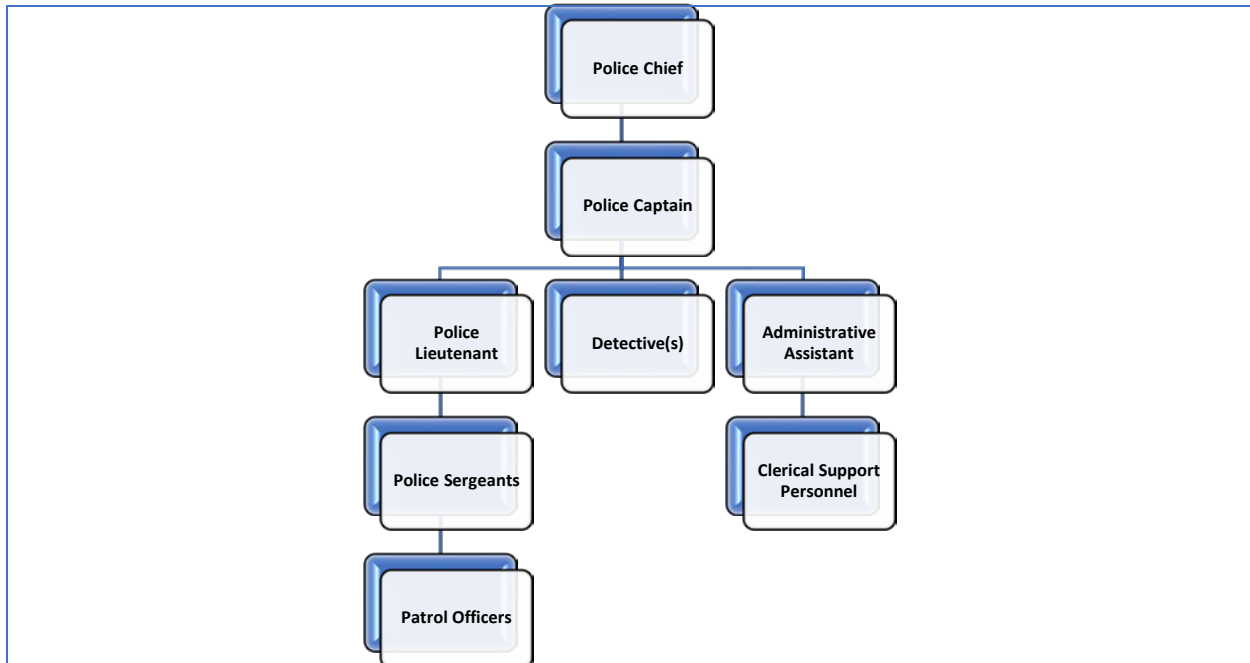 Police Chief
Police Captain
Police
Lieutenant
Detective(s)
Administrative
Assistant
Police Sergeants
Clerical Support
Personnel
Patrol Officers